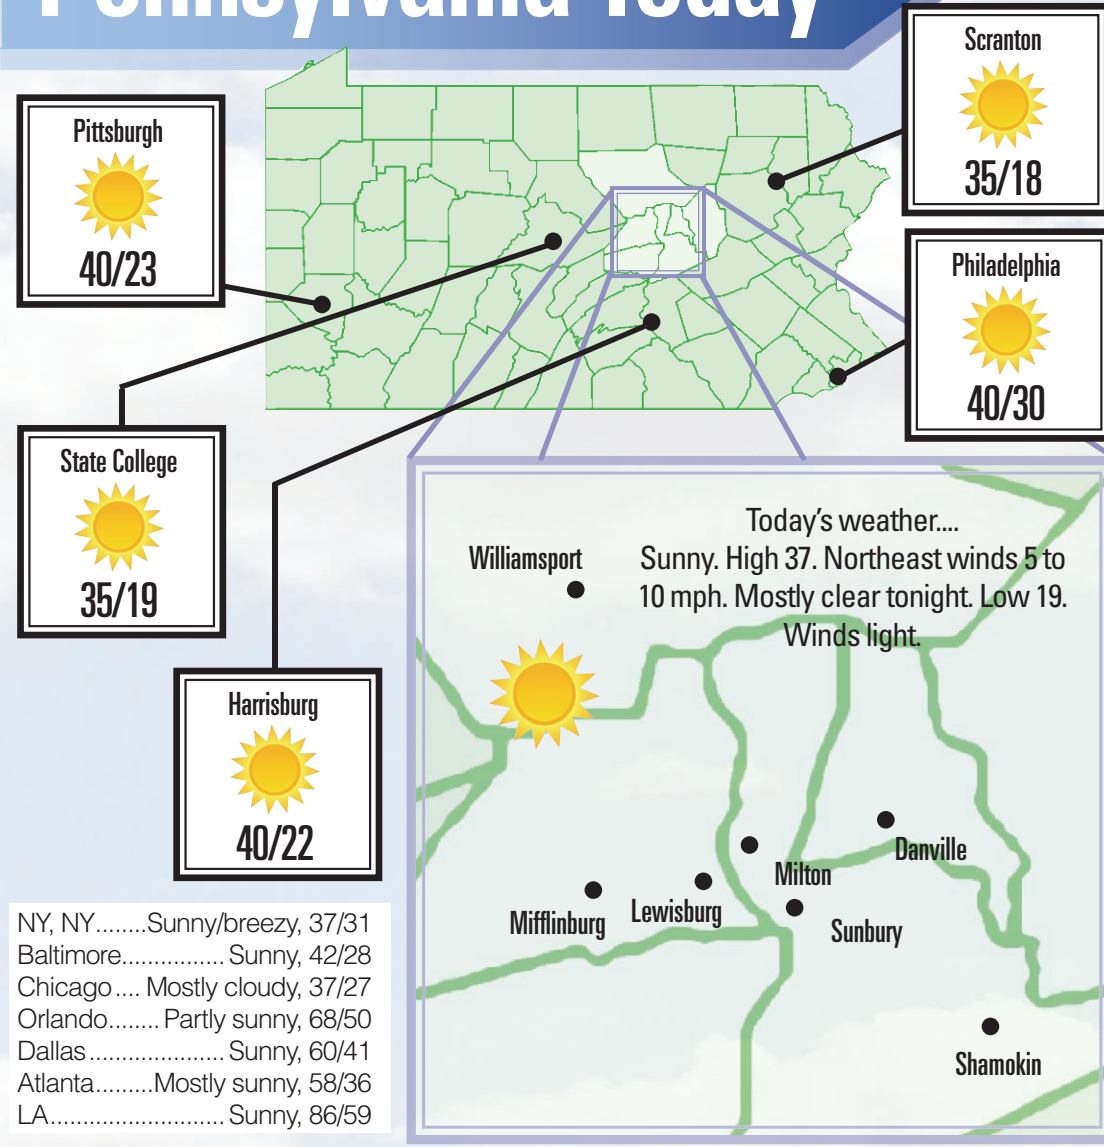 Pennsylvania Today
Scranton
35/18
Pittsburgh
40/23
Philadelphia
40/30
State College
35/19
Harrisburg
40/22
Today's weather....
Sunny. High 37. Northeast winds 5 to
10 mph. Mostly clear tonight. Low 19.
Winds light.
Williamsport
Danville
Milton
Lewisburg
Mifflinburg
Sunbury
Shamokin
NY, NY........Sunny/breezy, 37/31
Baltimore................ Sunny, 42/28
Chicago .... Mostly cloudy, 37/27
Orlando........ Partly sunny, 68/50
Dallas ..................... Sunny, 60/41
Atlanta.........Mostly sunny, 58/36
LA........................... Sunny, 86/59